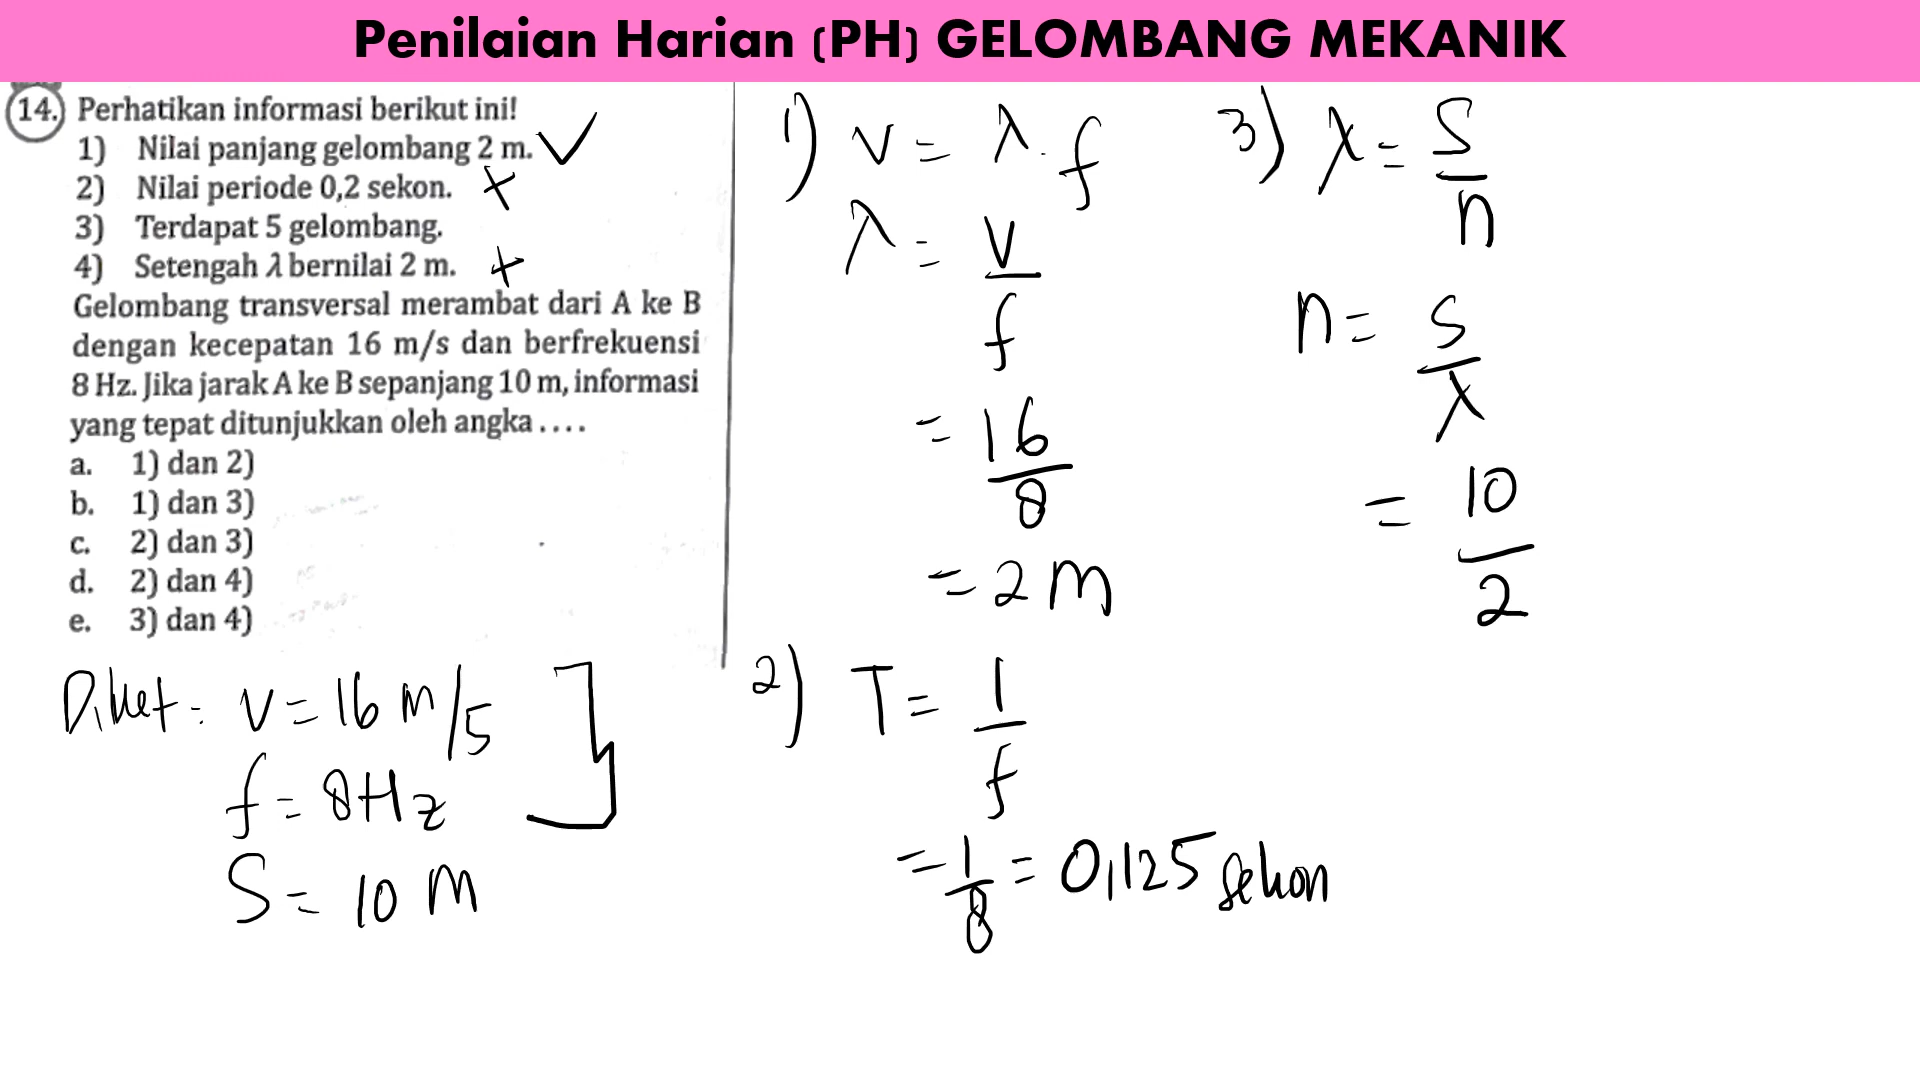 Penilaian Harian (PH) GELOMBANG MEKANIK
14. Perhatikan informasi berikut ini!
1) Nilai panjang gelombang 2 m. ✓
2) Nilai periode 0,2 sekon. ×
3) Terdapat 5 gelombang.
4) Setengah λ bernilai 2 m. ×
Gelombang transversal merambat dari A ke B
dengan kecepatan 16 m/s dan berfrekuensi
8 Hz. Jika jarak A ke B sepanjang 10 m, informasi
yang tepat ditunjukkan oleh angka . . . .
a. 1) dan 2)
b. 1) dan 3)
c. 2) dan 3)
d. 2) dan 4)
e. 3) dan 4)
Diket : v = 16 m/s
f = 8 Hz
S = 10 m
1) v = λ . f
λ = v/f
= 16/8
= 2 m
2) T = 1/f
= 1/8 = 0,125 sekon
3) λ = S/n
n = S/λ
= 10/2